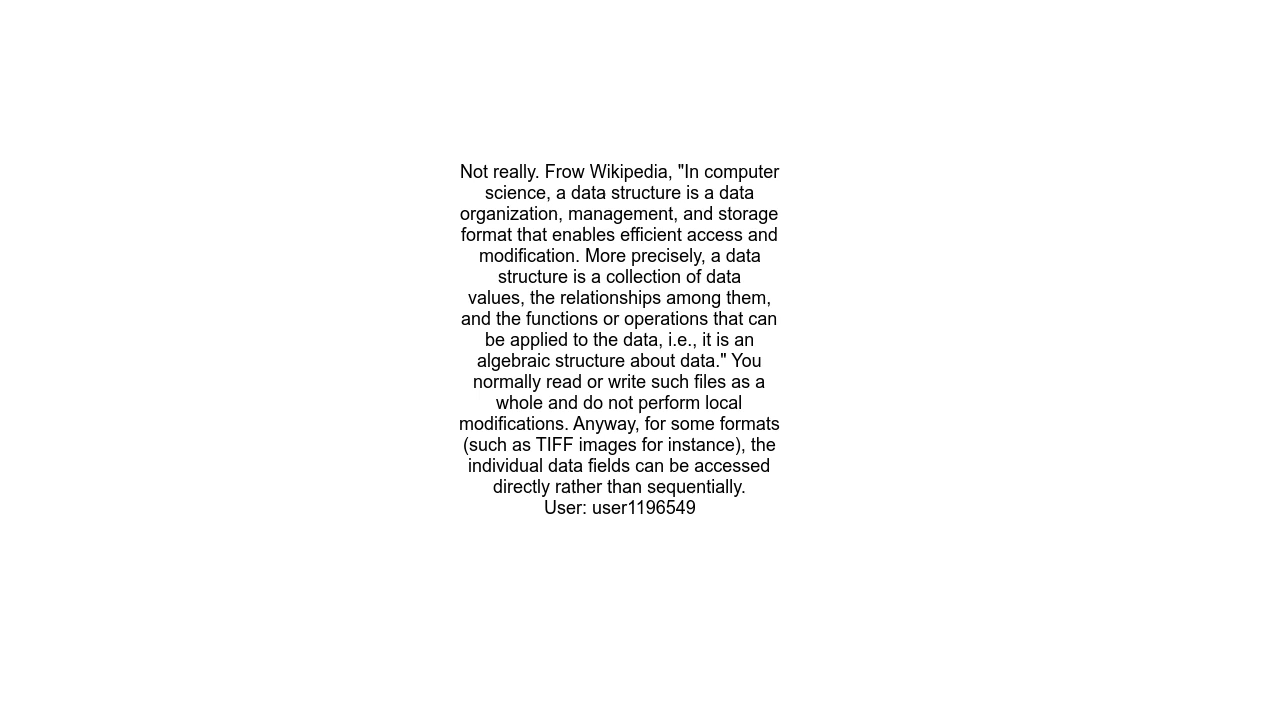 Not really. Frow Wikipedia, "In computer
science, a data structure is a data
organization, management, and storage
format that enables efficient access and
modification. More precisely, a data
structure is a collection of data
values, the relationships among them,
and the functions or operations that can
be applied to the data, i.e., it is an
algebraic structure about data." You
normally read or write such files as a
whole and do not perform local
modifications. Anyway, for some formats
(such as TIFF images for instance), the
individual data fields can be accessed
directly rather than sequentially.
User: user1196549